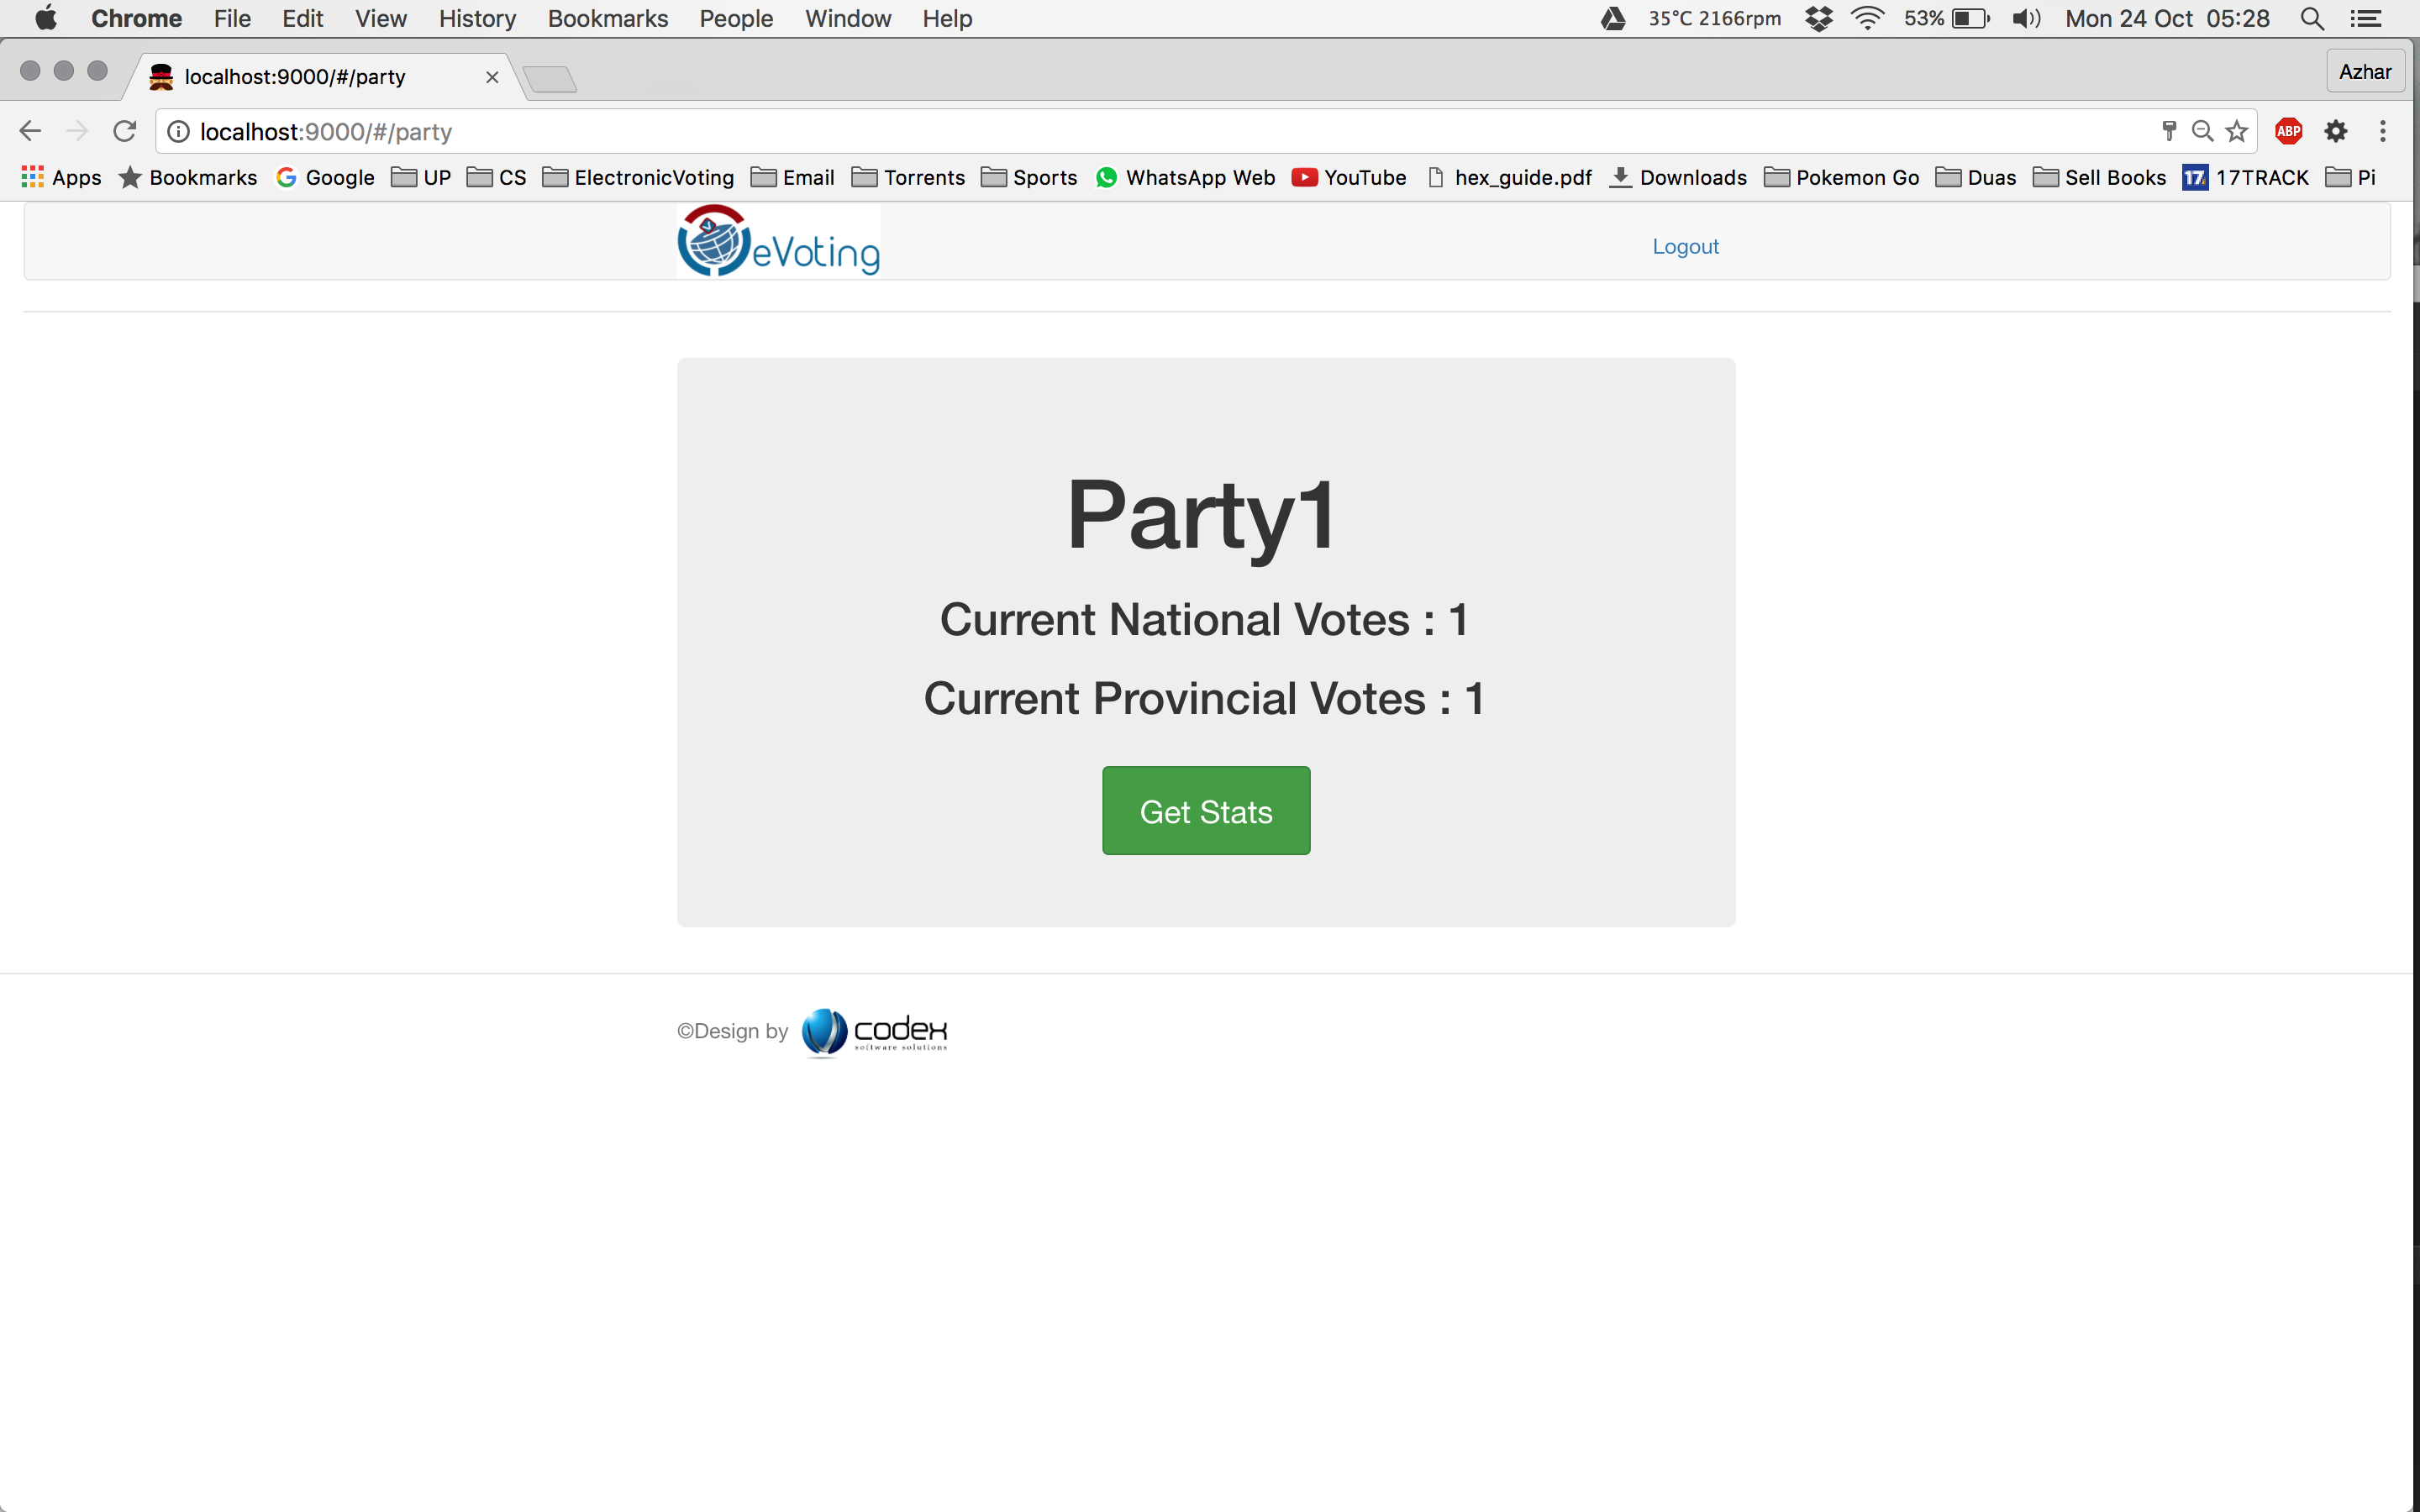 Chrome File Edit View History Bookmarks People Window Help 35°C 2166rpm 53% Mon 24 Oct 05:28
localhost:9000/#/party Azhar
localhost:9000/#/party ABP
Apps Bookmarks Google UP CS ElectronicVoting Email Torrents Sports WhatsApp Web YouTube hex_guide.pdf Downloads Pokemon Go Duas Sell Books 17 17TRACK Pi
eVoting Logout
Party1
Current National Votes : 1
Current Provincial Votes : 1
Get Stats
©Design by codex
software solutions